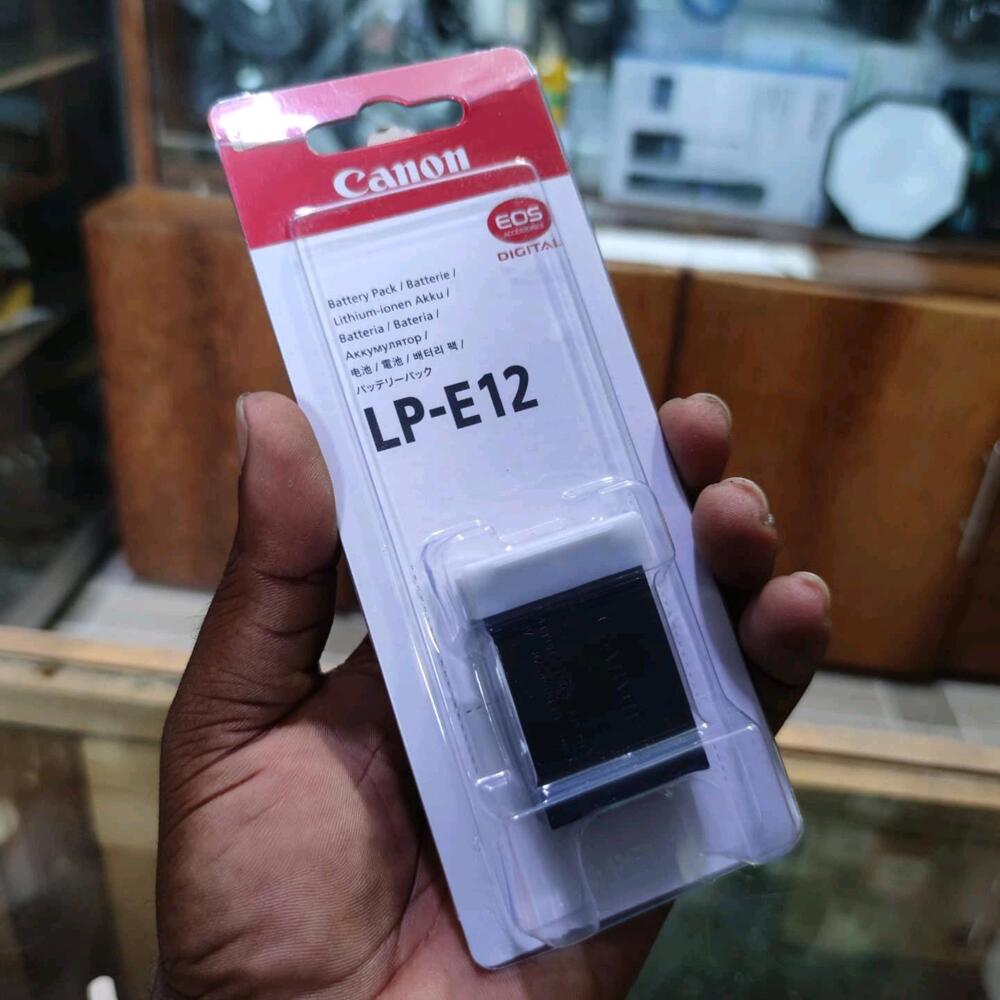 Canon
EOS
ACCESSORIES
DIGITAL
Battery Pack / Batterie /
Lithium-ionen Akku /
Batteria / Bateria /
Аккумулятор /
电池 / 電池 / 배터리 팩 /
バッテリーパック
LP-E12